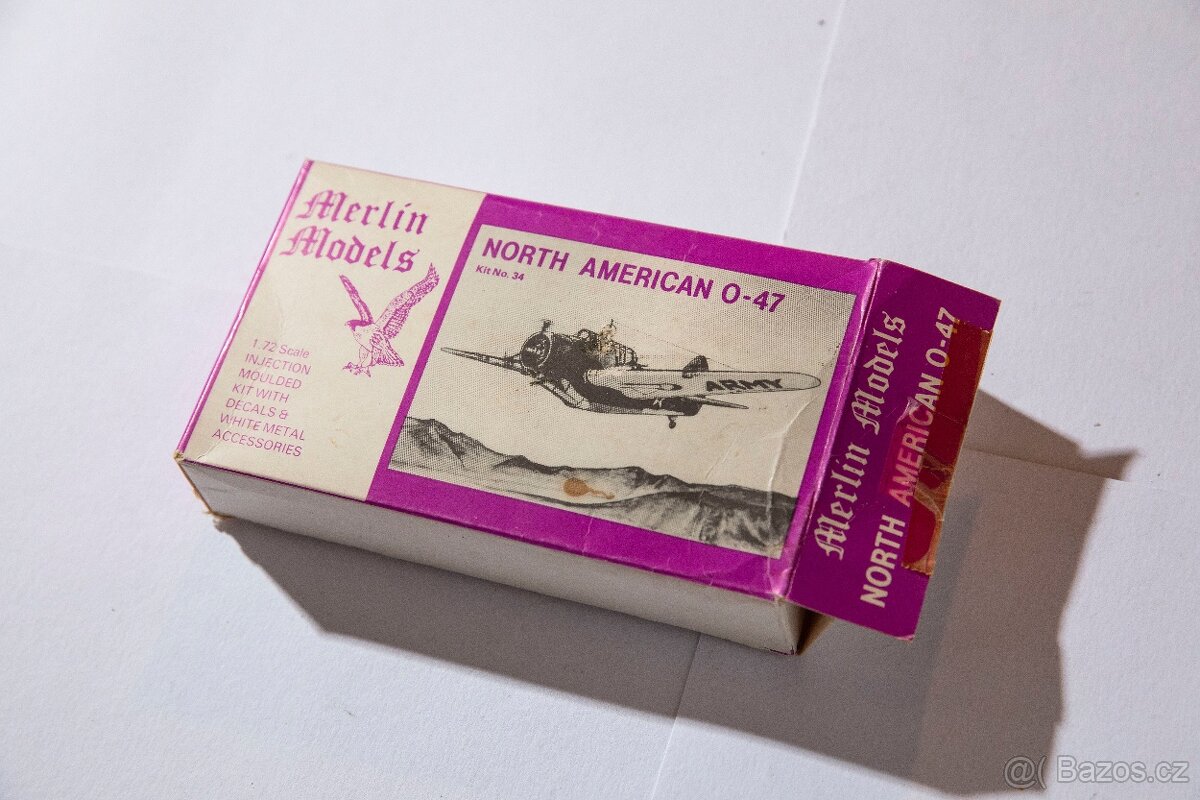 Merlin
Models
1.72 Scale
INJECTION
MOULDED
KIT WITH
DECALS &
WHITE METAL
ACCESSORIES
NORTH AMERICAN O-47
Kit No. 34
ARMY
Merlin Models
NORTH AMERICAN O-47
@( Bazos.cz